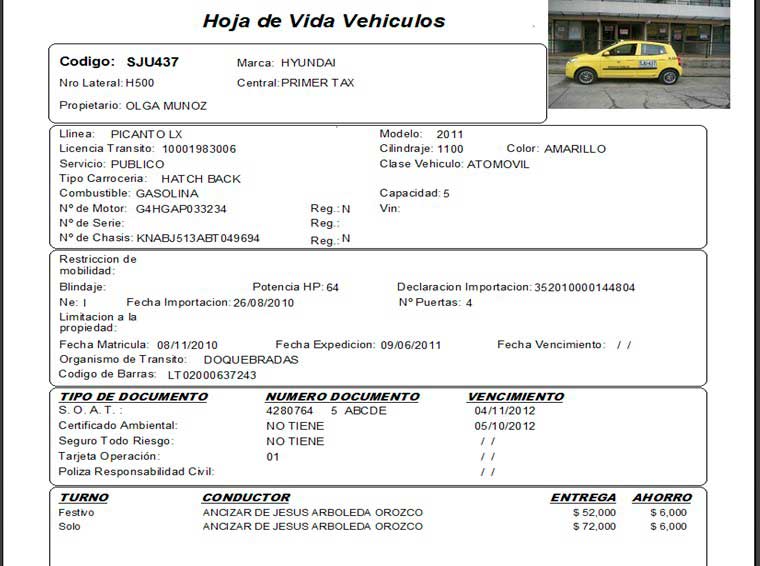 Hoja de Vida Vehiculos
Codigo: SJU437 Marca: HYUNDAI
Nro Lateral: H500 Central: PRIMER TAX
Propietario: OLGA MUNOZ
Llinea: PICANTO LX Modelo: 2011
Licencia Transito: 10001983006 Cilindraje: 1100 Color: AMARILLO
Servicio: PUBLICO Clase Vehiculo: ATOMOVIL
Tipo Carroceria: HATCH BACK
Combustible: GASOLINA Capacidad: 5
Nº de Motor: G4HGAP033234 Reg.: N Vin:
Nº de Serie: Reg.:
Nº de Chasis: KNABJ513ABT049694 Reg.: N
Restriccion de
mobilidad:
Blindaje: Potencia HP: 64 Declaracion Importacion: 352010000144804
Ne: I Fecha Importacion: 26/08/2010 Nº Puertas: 4
Limitacion a la
propiedad:
Fecha Matricula: 08/11/2010 Fecha Expedicion: 09/06/2011 Fecha Vencimiento: / /
Organismo de Transito: DOQUEBRADAS
Codigo de Barras: LT02000637243
TIPO DE DOCUMENTO NUMERO DOCUMENTO VENCIMIENTO
S. O. A. T. : 4280764 5 ABCDE 04/11/2012
Certificado Ambiental: NO TIENE 05/10/2012
Seguro Todo Riesgo: NO TIENE / /
Tarjeta Operación: 01 / /
Poliza Responsabilidad Civil: / /
TURNO CONDUCTOR ENTREGA AHORRO
Festivo ANCIZAR DE JESUS ARBOLEDA OROZCO $ 52,000 $ 6,000
Solo ANCIZAR DE JESUS ARBOLEDA OROZCO $ 72,000 $ 6,000